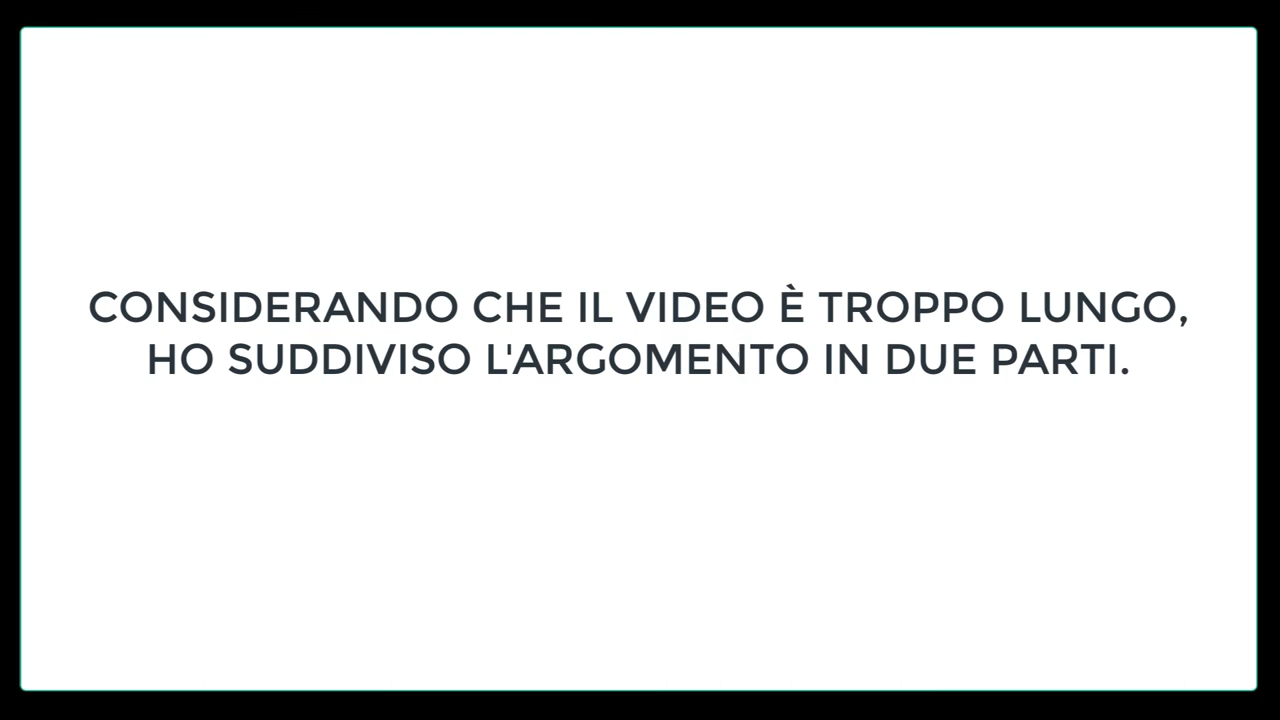 CONSIDERANDO CHE IL VIDEO È TROPPO LUNGO,
HO SUDDIVISO L'ARGOMENTO IN DUE PARTI.